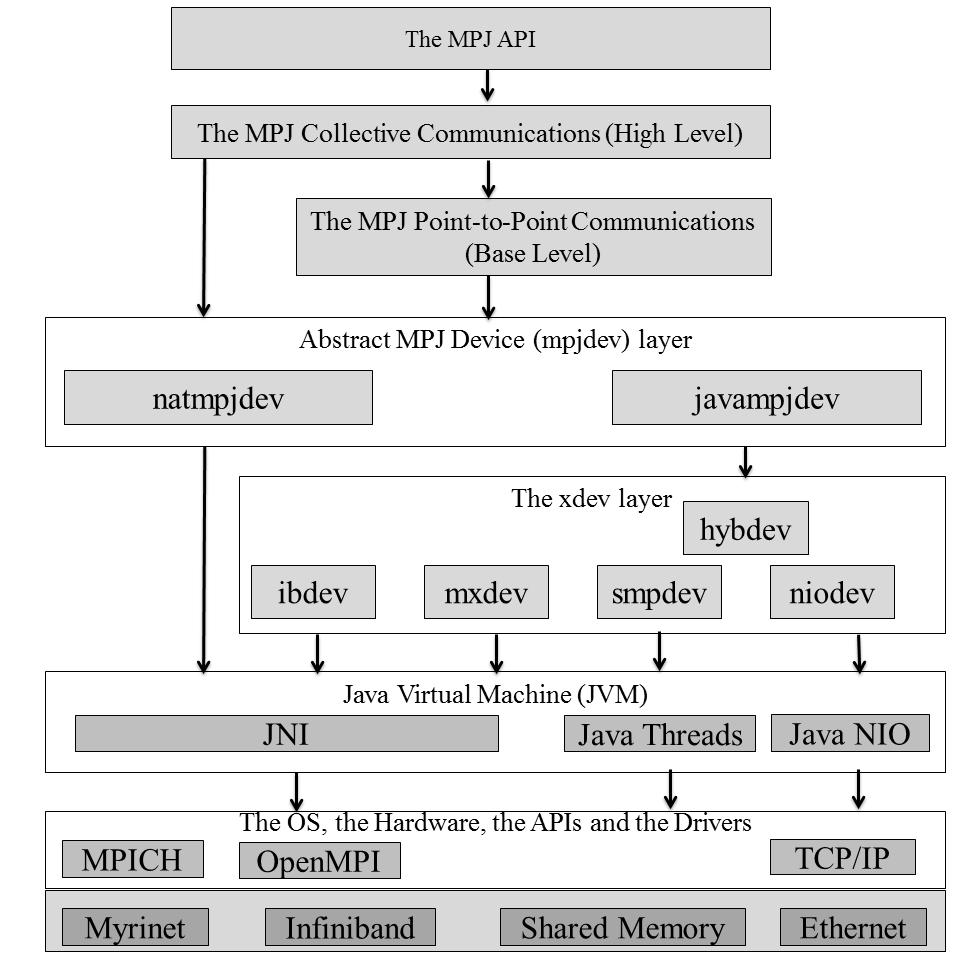 The MPJ API
The MPJ Collective Communications (High Level)
The MPJ Point-to-Point Communications
(Base Level)
Abstract MPJ Device (mpjdev) layer
natmpjdev
javampjdev
The xdev layer
hybdev
ibdev
mxdev
smpdev
niodev
Java Virtual Machine (JVM)
JNI
Java Threads
Java NIO
The OS, the Hardware, the APIs and the Drivers
MPICH
OpenMPI
TCP/IP
Myrinet
Infiniband
Shared Memory
Ethernet